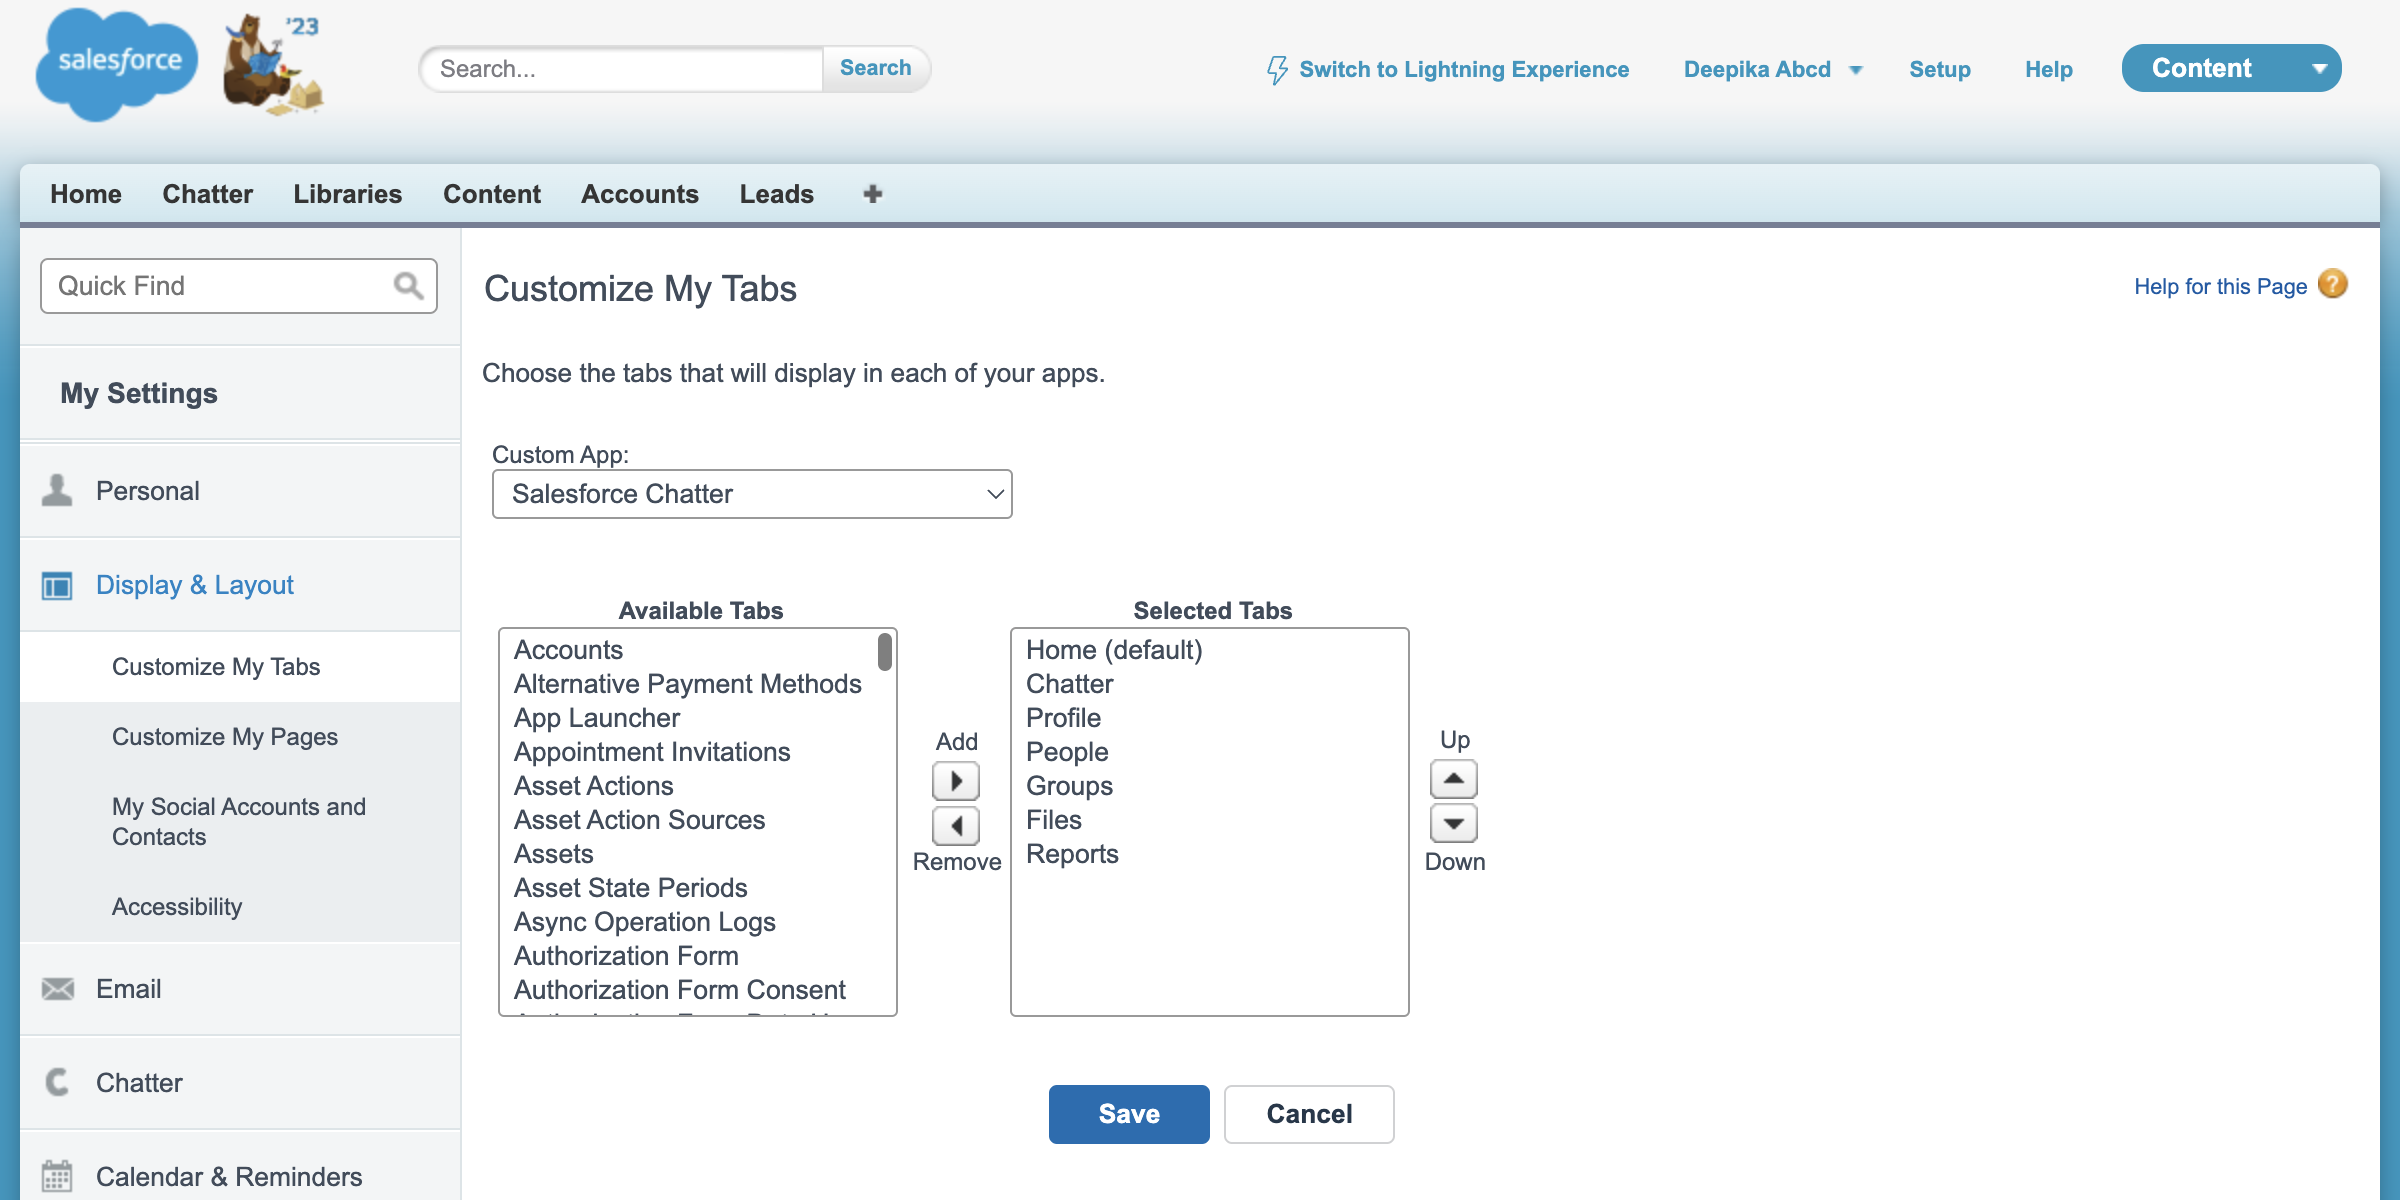 salesforce
'23
Search...
Search
Switch to Lightning Experience
Deepika Abcd
Setup
Help
Content
Home
Chatter
Libraries
Content
Accounts
Leads
Quick Find
My Settings
Personal
Display & Layout
Customize My Tabs
Customize My Pages
My Social Accounts and
Contacts
Accessibility
Email
Chatter
Calendar & Reminders
Customize My Tabs
Help for this Page
?
Choose the tabs that will display in each of your apps.
Custom App:
Salesforce Chatter
Available Tabs
Accounts
Alternative Payment Methods
App Launcher
Appointment Invitations
Asset Actions
Asset Action Sources
Assets
Asset State Periods
Async Operation Logs
Authorization Form
Authorization Form Consent
Add
Remove
Selected Tabs
Home (default)
Chatter
Profile
People
Groups
Files
Reports
Up
Down
Save
Cancel